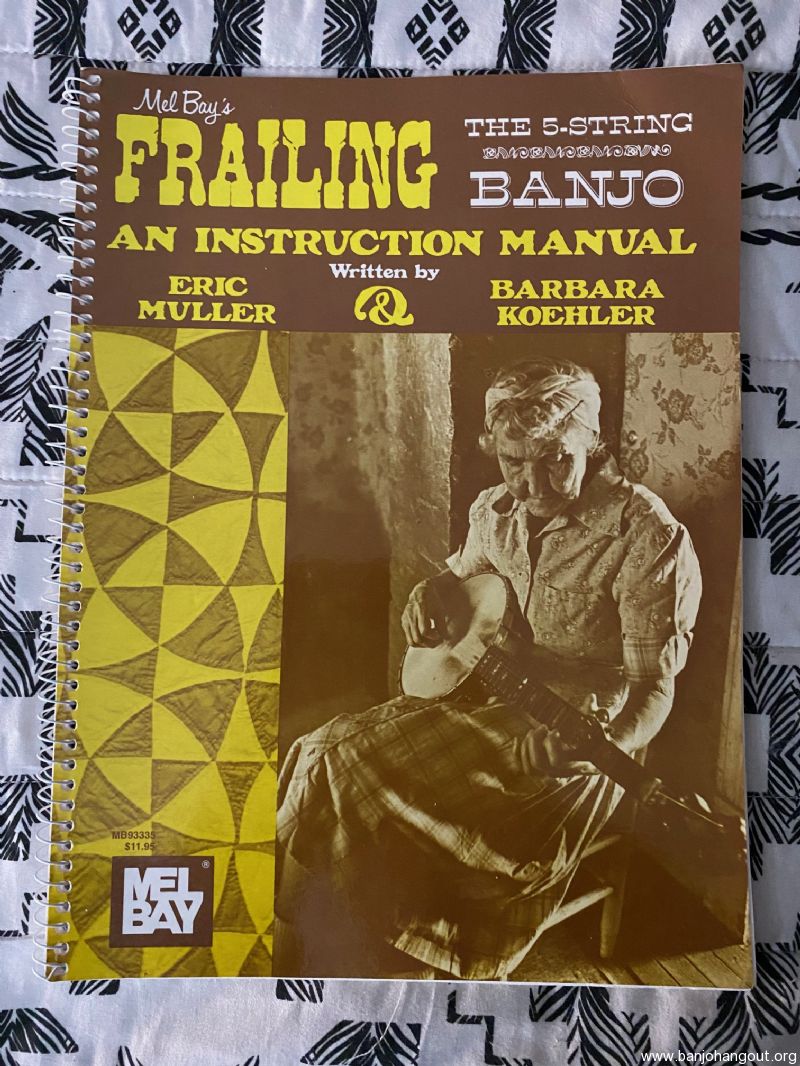 Mel Bay's
FRAILING
THE 5-STRING
BANJO
AN INSTRUCTION MANUAL
Written by
ERIC
MULLER
&
BARBARA
KOEHLER
MB93335
$11.95
MEL
BAY
®
www.banjohangout.org